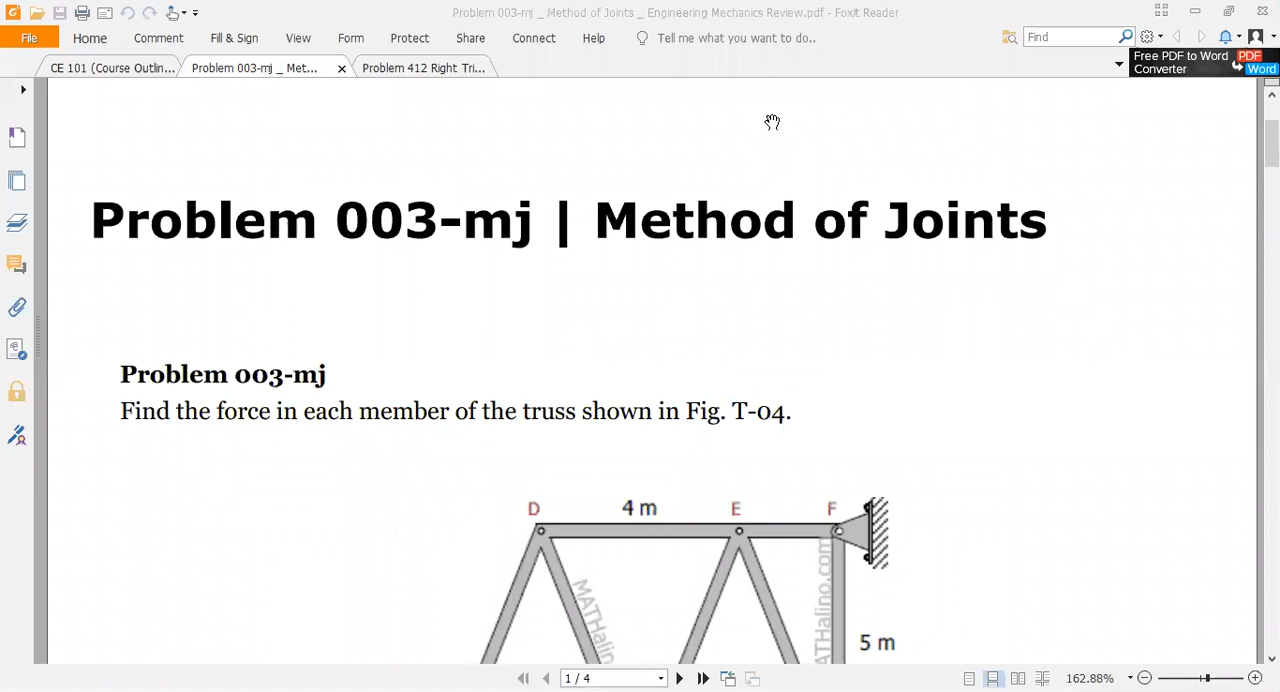 Problem 003-mj _ Method of Joints _ Engineering Mechanics Review.pdf - Foxit Reader
File Home Comment Fill & Sign View Form Protect Share Connect Help Tell me what you want to do.. Find
CE 101 (Course Outlin... Problem 003-mj _ Met... Problem 412 Right Tri...
Free PDF to Word
Converter
PDF
Word
Problem 003-mj | Method of Joints
Problem 003-mj
Find the force in each member of the truss shown in Fig. T-04.
D 4 m E F
MATHalino
MATHalino.com
5 m
1 / 4
162.88%